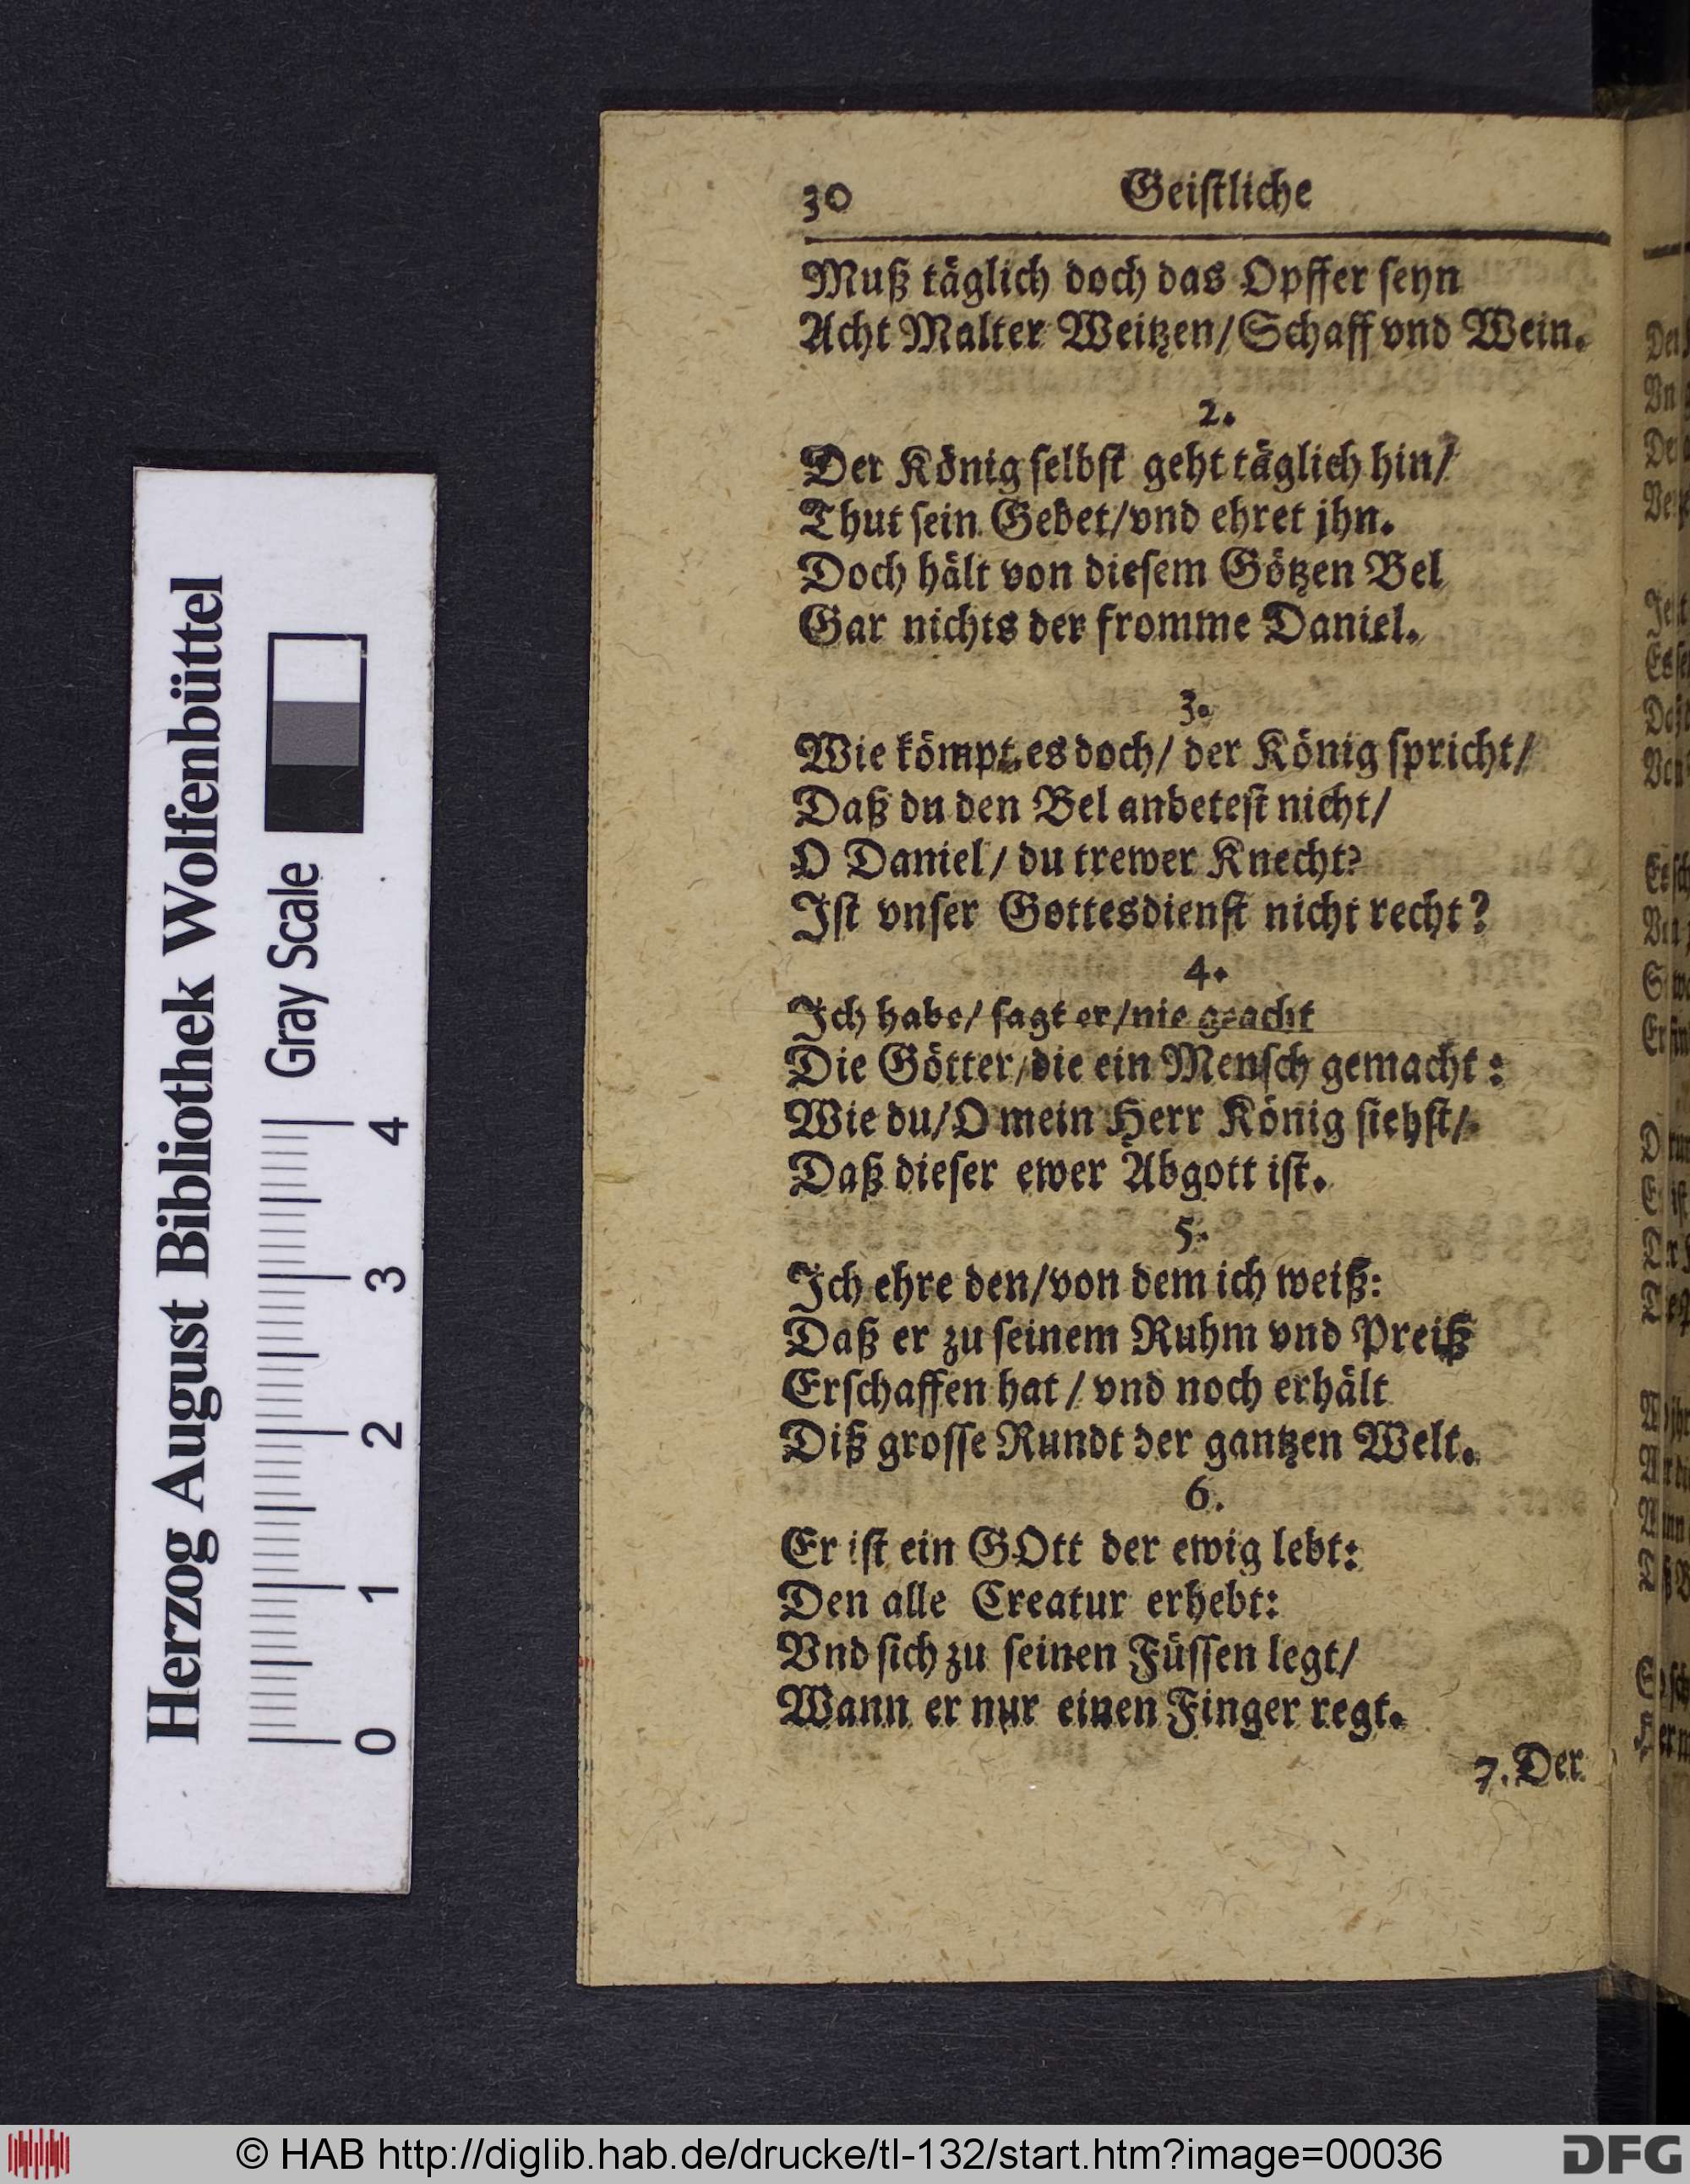 30 Geiſtliche
Muß täglich doch das Opffer ſeyn
Acht Malter Weitzen/Schaff vnd Wein.
2.
Der König ſelbſt geht täglich hin/
Thut ſein Gebet/vnd ehret jhn.
Doch hält von dieſem Götzen Bel
Gar nichts der fromme Daniel.
3.
Wie kömpt es doch/ der König ſpricht/
Daß du den Bel anbeteſt nicht/
O Daniel/ du trewer Knecht?
Iſt vnſer Gottesdienſt nicht recht?
4.
Ich habe/ ſagt er/nie geacht
Die Götter/die ein Menſch gemacht:
Wie du/O mein Herr König ſiehſt/
Daß dieſer ewer Abgott iſt.
5.
Ich ehre den/von dem ich weiß:
Daß er zu ſeinem Ruhm vnd Preiß
Erſchaffen hat / vnd noch erhält
Diß groſſe Rundt der gantzen Welt.
6.
Er iſt ein GOtt der ewig lebt:
Den alle Creatur erhebt:
Vnd ſich zu ſeinen Füſſen legt/
Wann er nur einen Finger regt.
7. Der
Herzog August Bibliothek Wolfenbüttel
Gray Scale
0 1 2 3 4
© HAB http://diglib.hab.de/drucke/tl-132/start.htm?image=00036
DFG